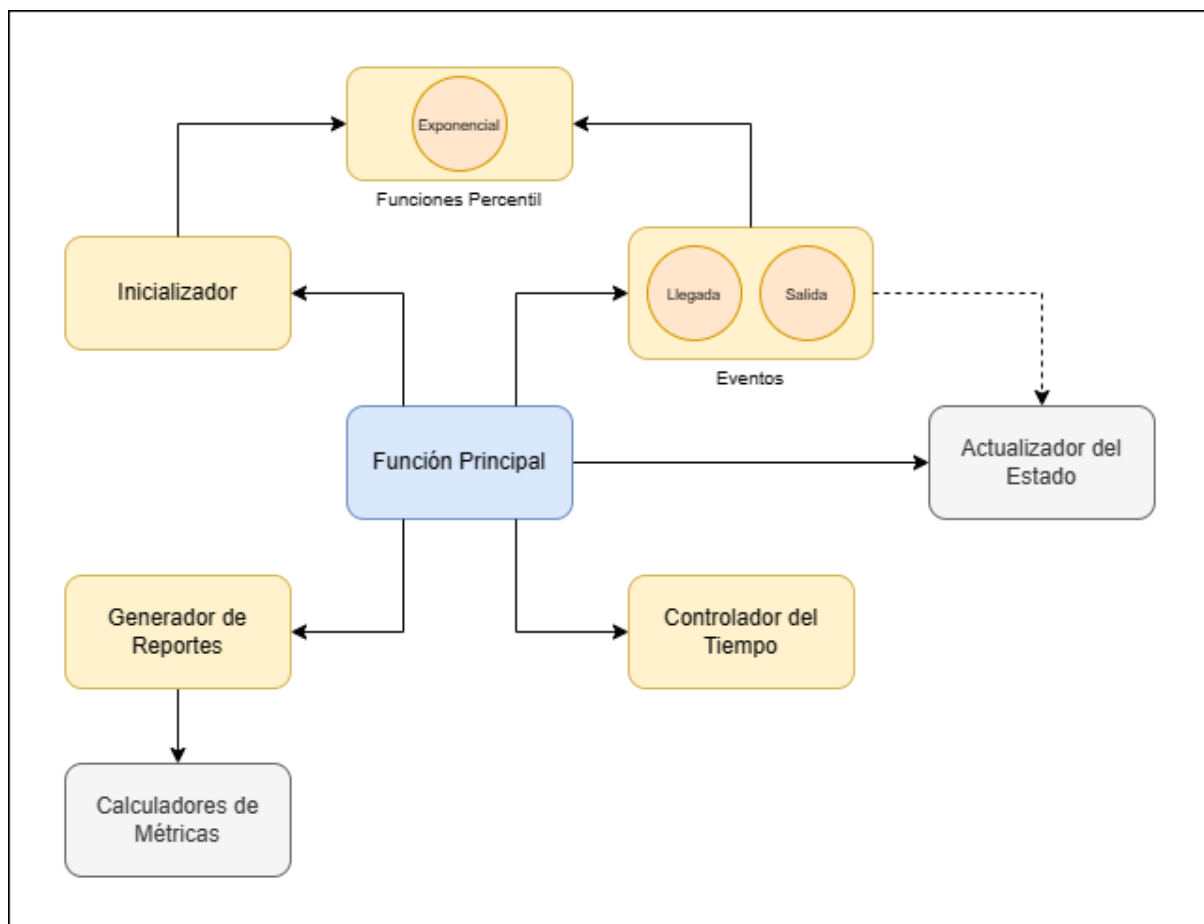 Exponencial
Funciones Percentil
Inicializador
Llegada
Salida
Eventos
Función Principal
Actualizador del
Estado
Generador de
Reportes
Controlador del
Tiempo
Calculadores de
Métricas